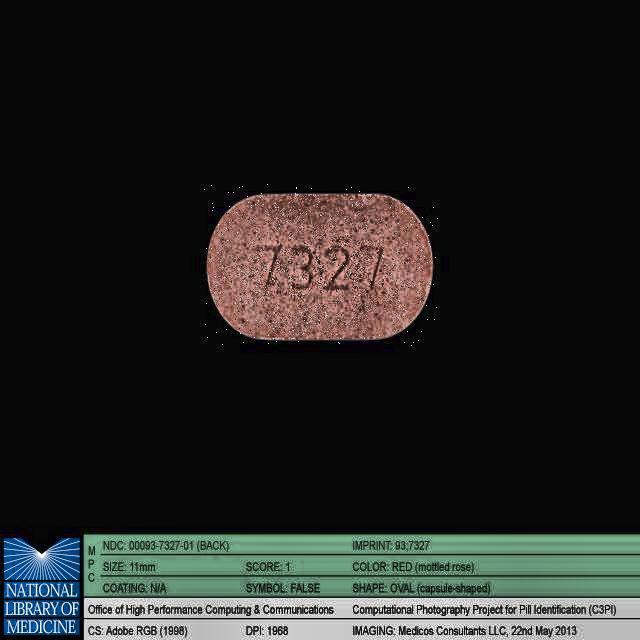 7327
NDC: 00093-7327-01 (BACK) IMPRINT: 93;7327
M P C
SIZE: 11mm SCORE: 1 COLOR: RED (mottled rose)
COATING: N/A SYMBOL: FALSE SHAPE: OVAL (capsule-shaped)
NATIONAL LIBRARY OF MEDICINE
Office of High Performance Computing & Communications Computational Photography Project for Pill Identification (C3PI)
CS: Adobe RGB (1998) DPI: 1968 IMAGING: Medicos Consultants LLC, 22nd May 2013